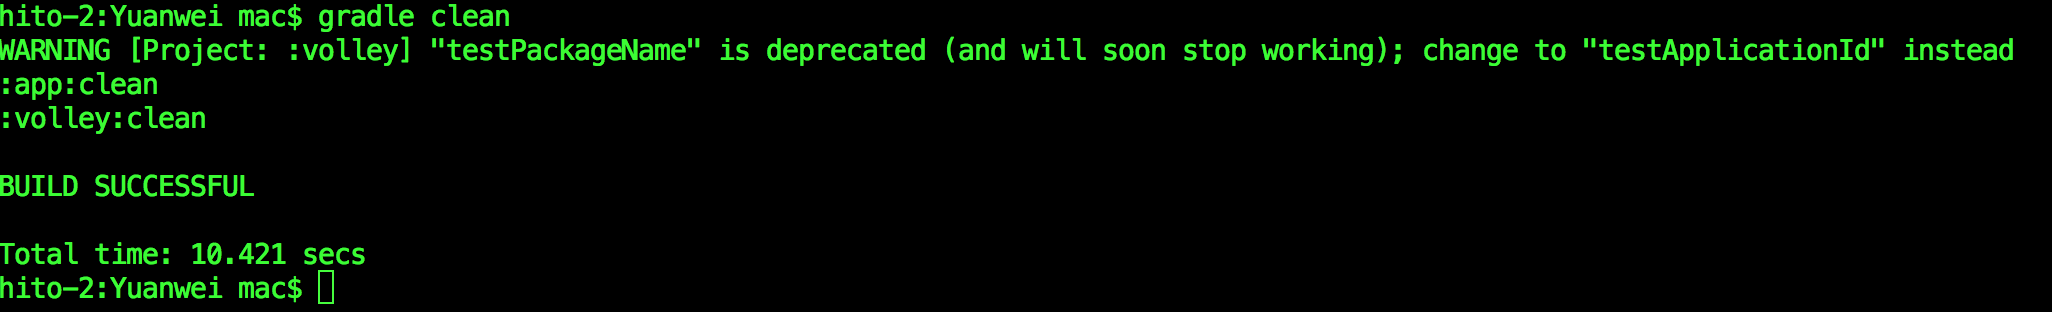 hito-2:Yuanwei mac$ gradle clean
WARNING [Project: :volley] "testPackageName" is deprecated (and will soon stop working); change to "testApplicationId" instead
:app:clean
:volley:clean
BUILD SUCCESSFUL
Total time: 10.421 secs
hito-2:Yuanwei mac$